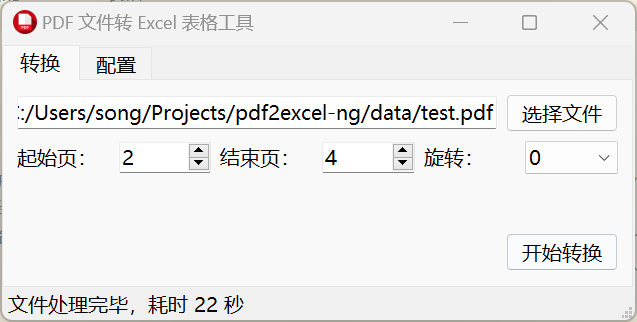 PDF 文件转 Excel 表格工具
转换 配置
:/Users/song/Projects/pdf2excel-ng/data/test.pdf 选择文件
起始页： 2 结束页： 4 旋转： 0
开始转换
文件处理完毕，耗时 22 秒